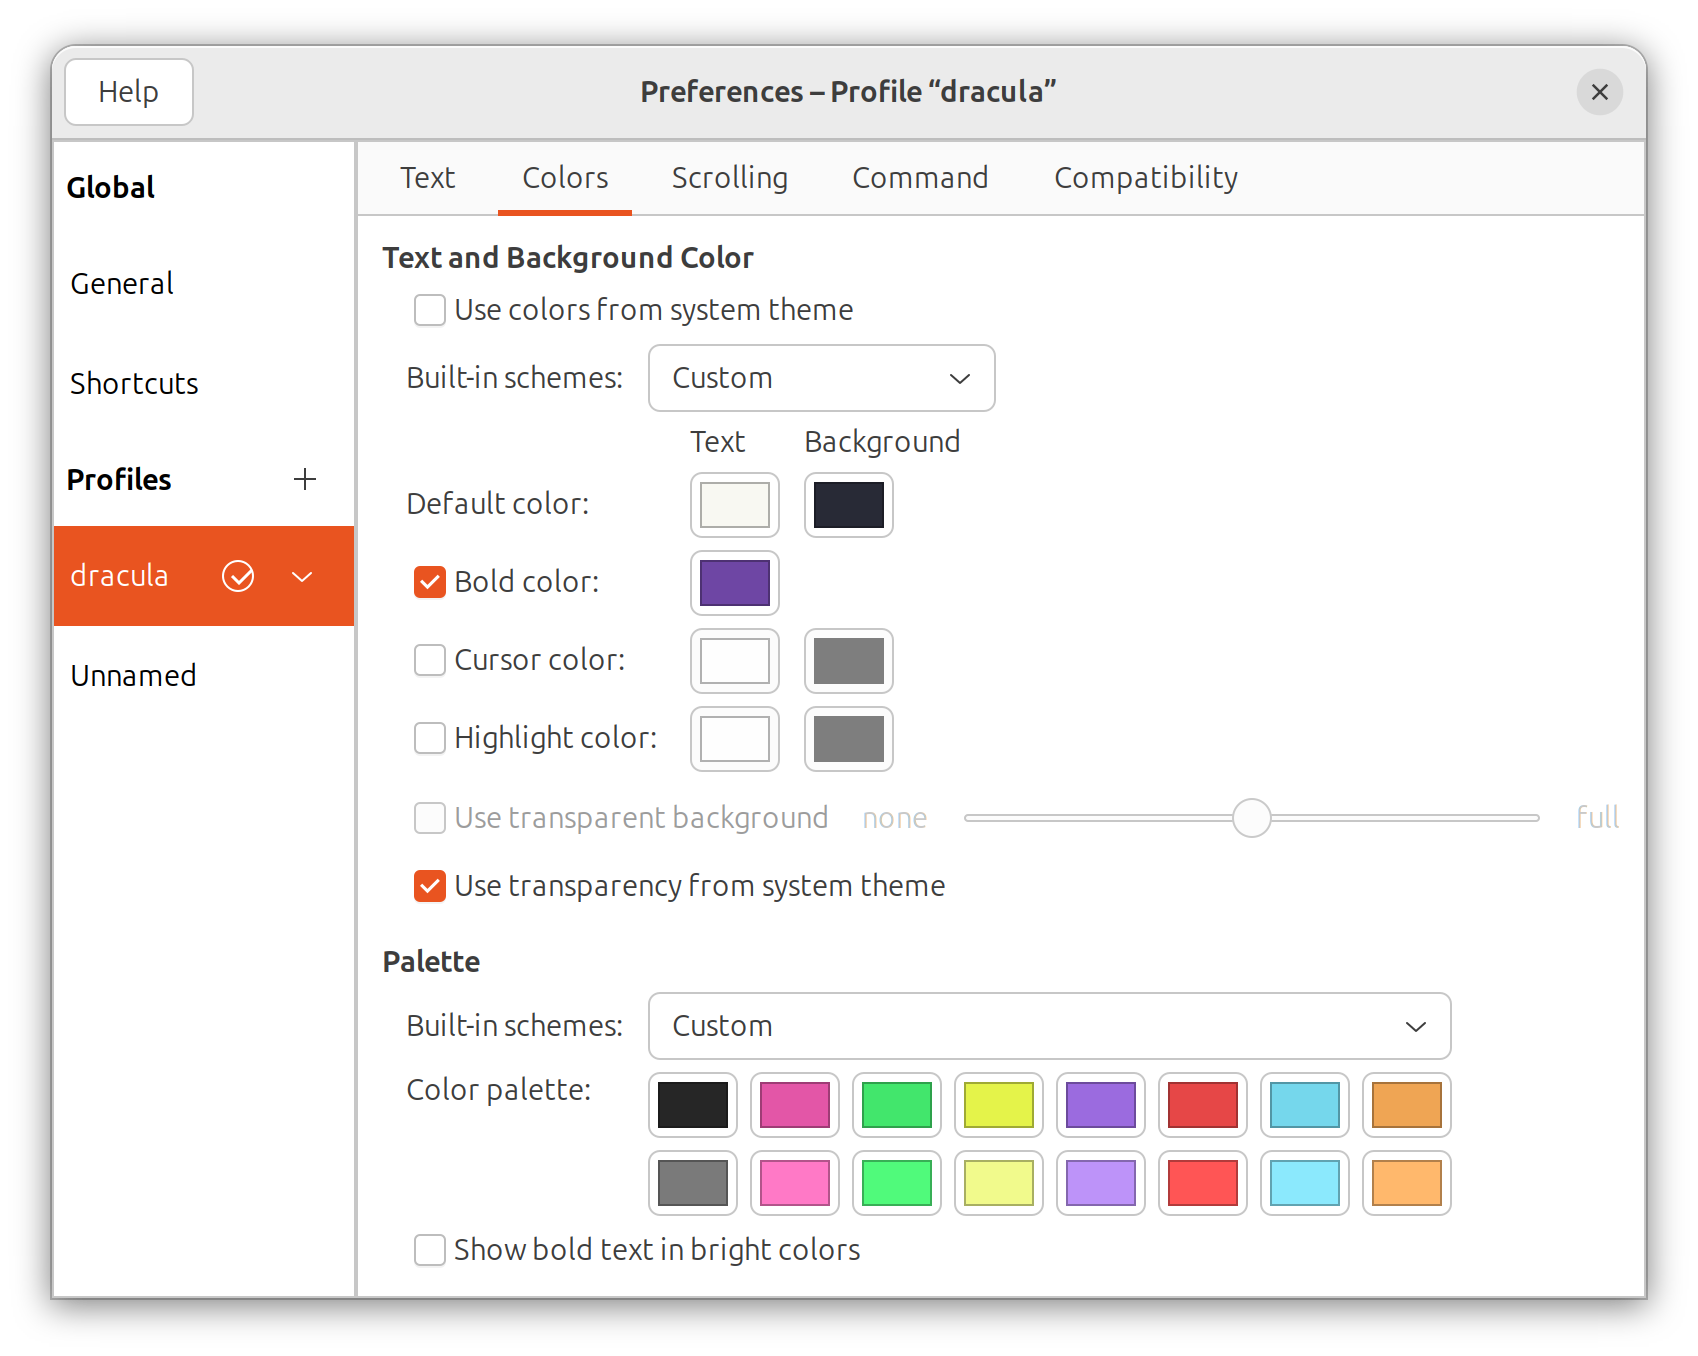 Help
Preferences – Profile “dracula”
Global
General
Shortcuts
Profiles
dracula
Unnamed
Text Colors Scrolling Command Compatibility
Text and Background Color
Use colors from system theme
Built-in schemes: Custom
Text Background
Default color:
Bold color:
Cursor color:
Highlight color:
Use transparent background none full
Use transparency from system theme
Palette
Built-in schemes: Custom
Color palette:
Show bold text in bright colors